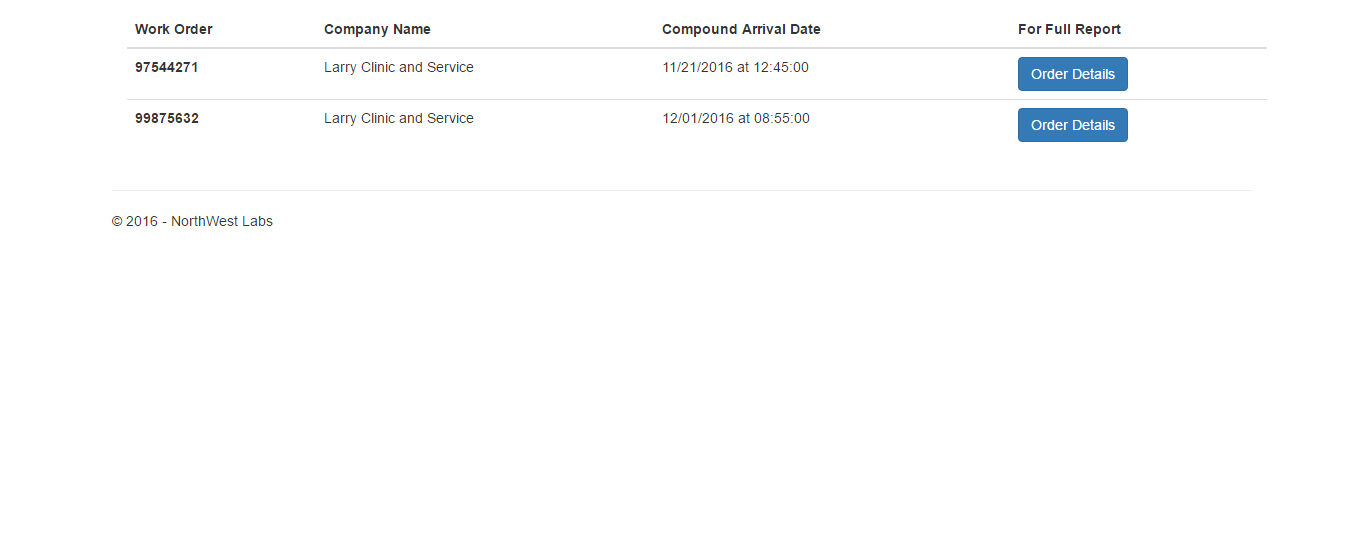 Work Order Company Name Compound Arrival Date For Full Report
97544271 Larry Clinic and Service 11/21/2016 at 12:45:00 Order Details
99875632 Larry Clinic and Service 12/01/2016 at 08:55:00 Order Details
© 2016 - NorthWest Labs